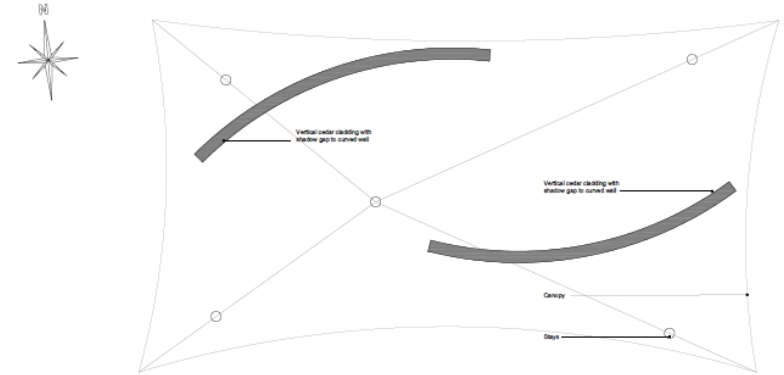 N
Vertical cedar cladding with
shadow gap to curved wall
Vertical cedar cladding with
shadow gap to curved wall
Canopy
Stays